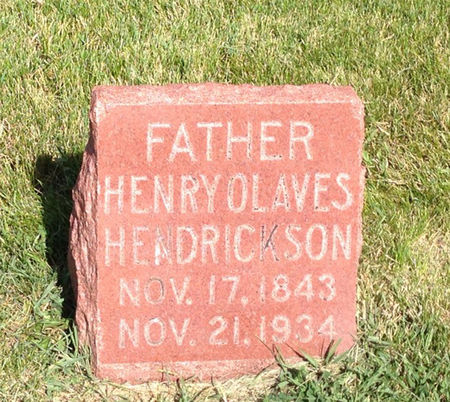 FATHER
HENRY OLAVES
HENDRICKSON
NOV. 17, 1843
NOV. 21, 1934